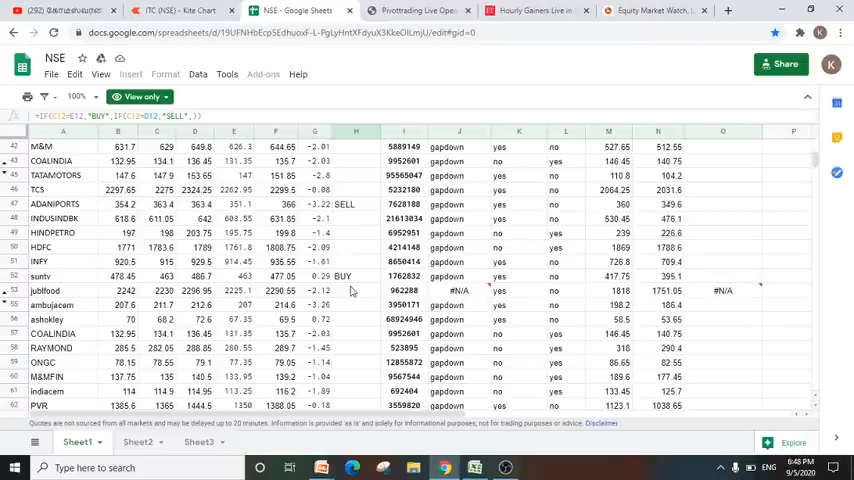 ITC (NSE) - Kite Chart
NSE - Google Sheets
Pivottrading Live Open
Hourly Gainers Live in
Equity Market Watch, L
docs.google.com/spreadsheets/d/19UFNHbEcp5EdhuoxF-L-PgLyHntXFdyuX3KkeOILmjU/edit#gid=0
NSE
File Edit View Insert Format Data Tools Add-ons Help
Share
100% View only
=IF(C12=E12,"BUY",IF(C12=D12,"SELL",))
A B C D E F G H I J K L M N O P
42 M&M 631.7 629 649.8 626.3 644.65 -2.01 5889149 gapdown yes no 527.65 512.55
43 COALINDIA 132.95 134.1 136.45 131.35 135.7 -2.03 9952601 gapdown no yes 146.45 140.75
45 TATAMOTORS 147.6 147.9 153.65 147 151.85 -2.8 95565047 gapdown yes no 110.8 104.2
46 TCS 2297.65 2275 2324.25 2262.95 2299.5 -0.08 5232180 gapdown yes no 2064.25 2031.6
47 ADANIPORTS 354.2 363.4 363.4 351.1 366 -3.22 SELL 7628188 gapdown yes no 360 349.6
48 INDUSINDBK 618.6 611.05 642 603.55 631.85 -2.1 21613034 gapdown yes no 530.45 476.1
49 HINDPETRO 197 198 203.75 195.75 199.8 -1.4 6952951 gapdown no yes 239 226.6
50 HDFC 1771 1783.6 1789 1761.8 1808.75 -2.09 4214148 gapdown no no 1869 1788.6
51 INFY 920.5 915 929.5 914.45 935.55 -1.61 8650414 gapdown yes no 726.8 709.4
52 suntv 478.45 463 486.7 463 477.05 0.29 BUY 1762832 gapdown yes no 417.75 395.1
53 jublfood 2242 2230 2296.95 2225.1 2290.55 -2.12 962288 #N/A yes no 1818 1751.05 #N/A
55 ambujacem 207.6 211.7 212.6 207 214.6 -3.26 3950171 gapdown yes no 198.2 186.4
56 ashokley 70 68.2 72.6 67.35 69.5 0.72 68924946 gapdown yes no 58.5 53.65
57 COALINDIA 132.95 134.1 136.45 131.35 135.7 -2.03 9952601 gapdown no yes 146.45 140.75
58 RAYMOND 285.5 282.05 288.85 280.55 289.7 -1.45 523895 gapdown no yes 318 290.4
59 ONGC 78.15 78.55 79.1 77.35 79.05 -1.14 12855872 gapdown no yes 86.65 82.55
60 M&MFIN 137.75 135 140.5 133.95 139.2 -1.04 9567544 gapdown no yes 189.6 177.45
61 indiacem 114 114.9 114.95 113.25 116.2 -1.89 692404 gapdown no yes 133.45 125.7
62 PVR 1385.6 1365 1444.5 1350 1388.05 -0.18 3559820 gapdown yes no 1123.1 1038.65
Quotes are not sourced from all markets and may be delayed up to 20 minutes. Information is provided 'as is' and solely for informational purposes, not for trading purposes or advice. Disclaimer
Sheet1 Sheet2 Sheet3 Explore
Type here to search
ENG
6:48 PM
9/5/2020